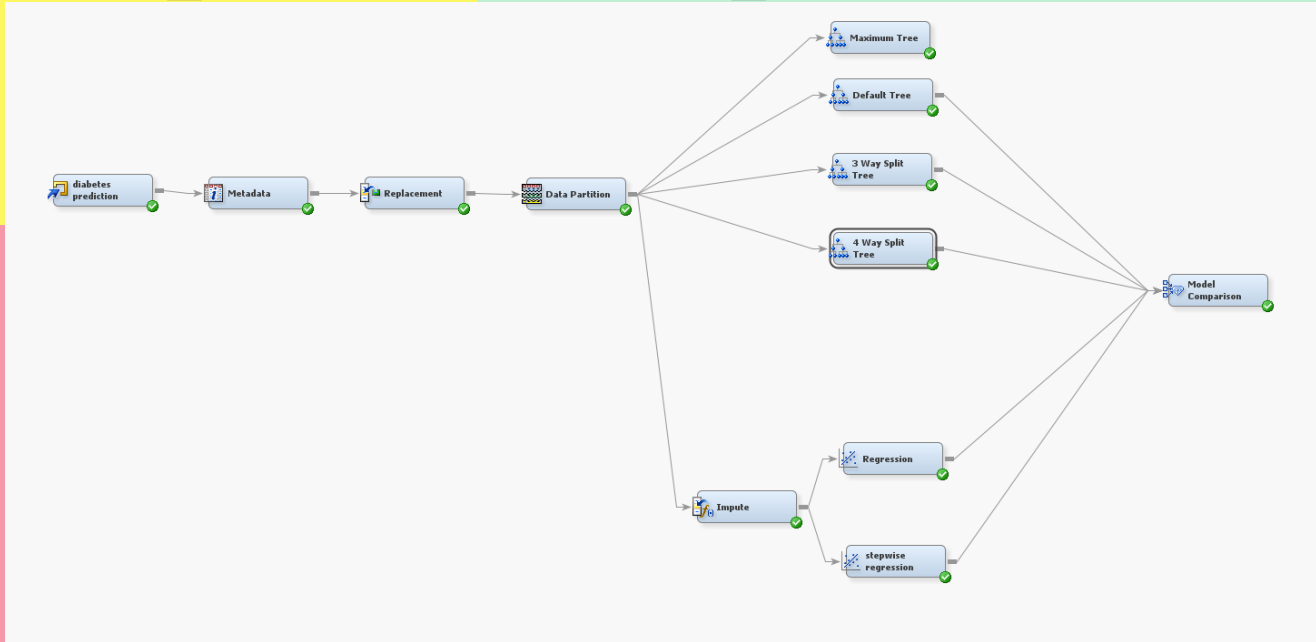 Maximum Tree
Default Tree
3 Way Split
Tree
diabetes
prediction
Metadata
Replacement
Data Partition
4 Way Split
Tree
Model
Comparison
Regression
Impute
stepwise
regression